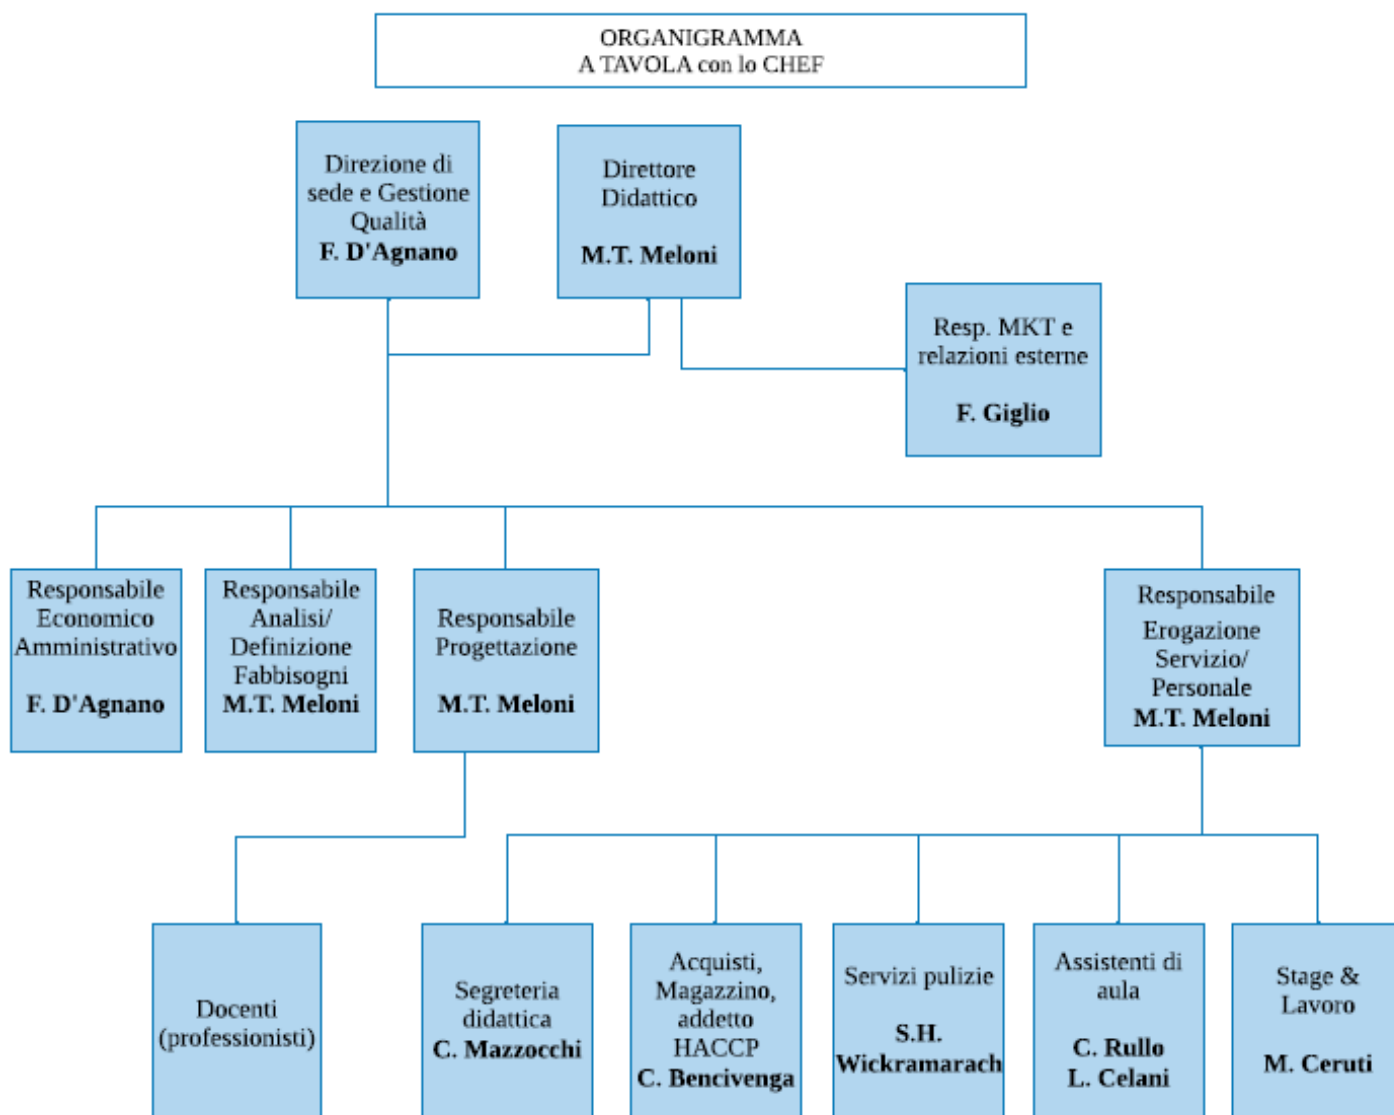 ORGANIGRAMMA
A TAVOLA con lo CHEF
Direzione di
sede e Gestione
Qualità
F. D'Agnano
Direttore
Didattico
M.T. Meloni
Resp. MKT e
relazioni esterne
F. Giglio
Responsabile
Economico
Amministrativo
F. D'Agnano
Responsabile
Analisi/
Definizione
Fabbisogni
M.T. Meloni
Responsabile
Progettazione
M.T. Meloni
Responsabile
Erogazione
Servizio/
Personale
M.T. Meloni
Docenti
(professionisti)
Segreteria
didattica
C. Mazzocchi
Acquisti,
Magazzino,
addetto
HACCP
C. Bencivenga
Servizi pulizie
S.H.
Wickramarach
Assistenti di
aula
C. Rullo
L. Celani
Stage &
Lavoro
M. Ceruti